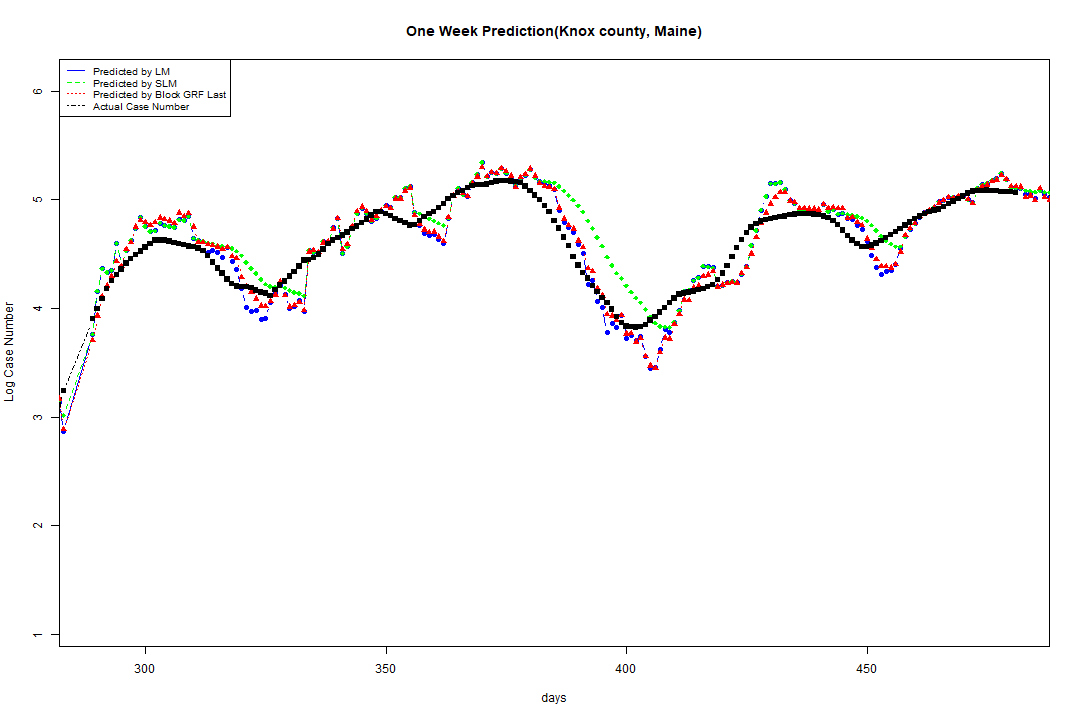 One Week Prediction(Knox county, Maine)
Predicted by LM
Predicted by SLM
Predicted by Block GRF Last
Actual Case Number
6
5
4
3
2
1
Log Case Number
300 350 400 450
days